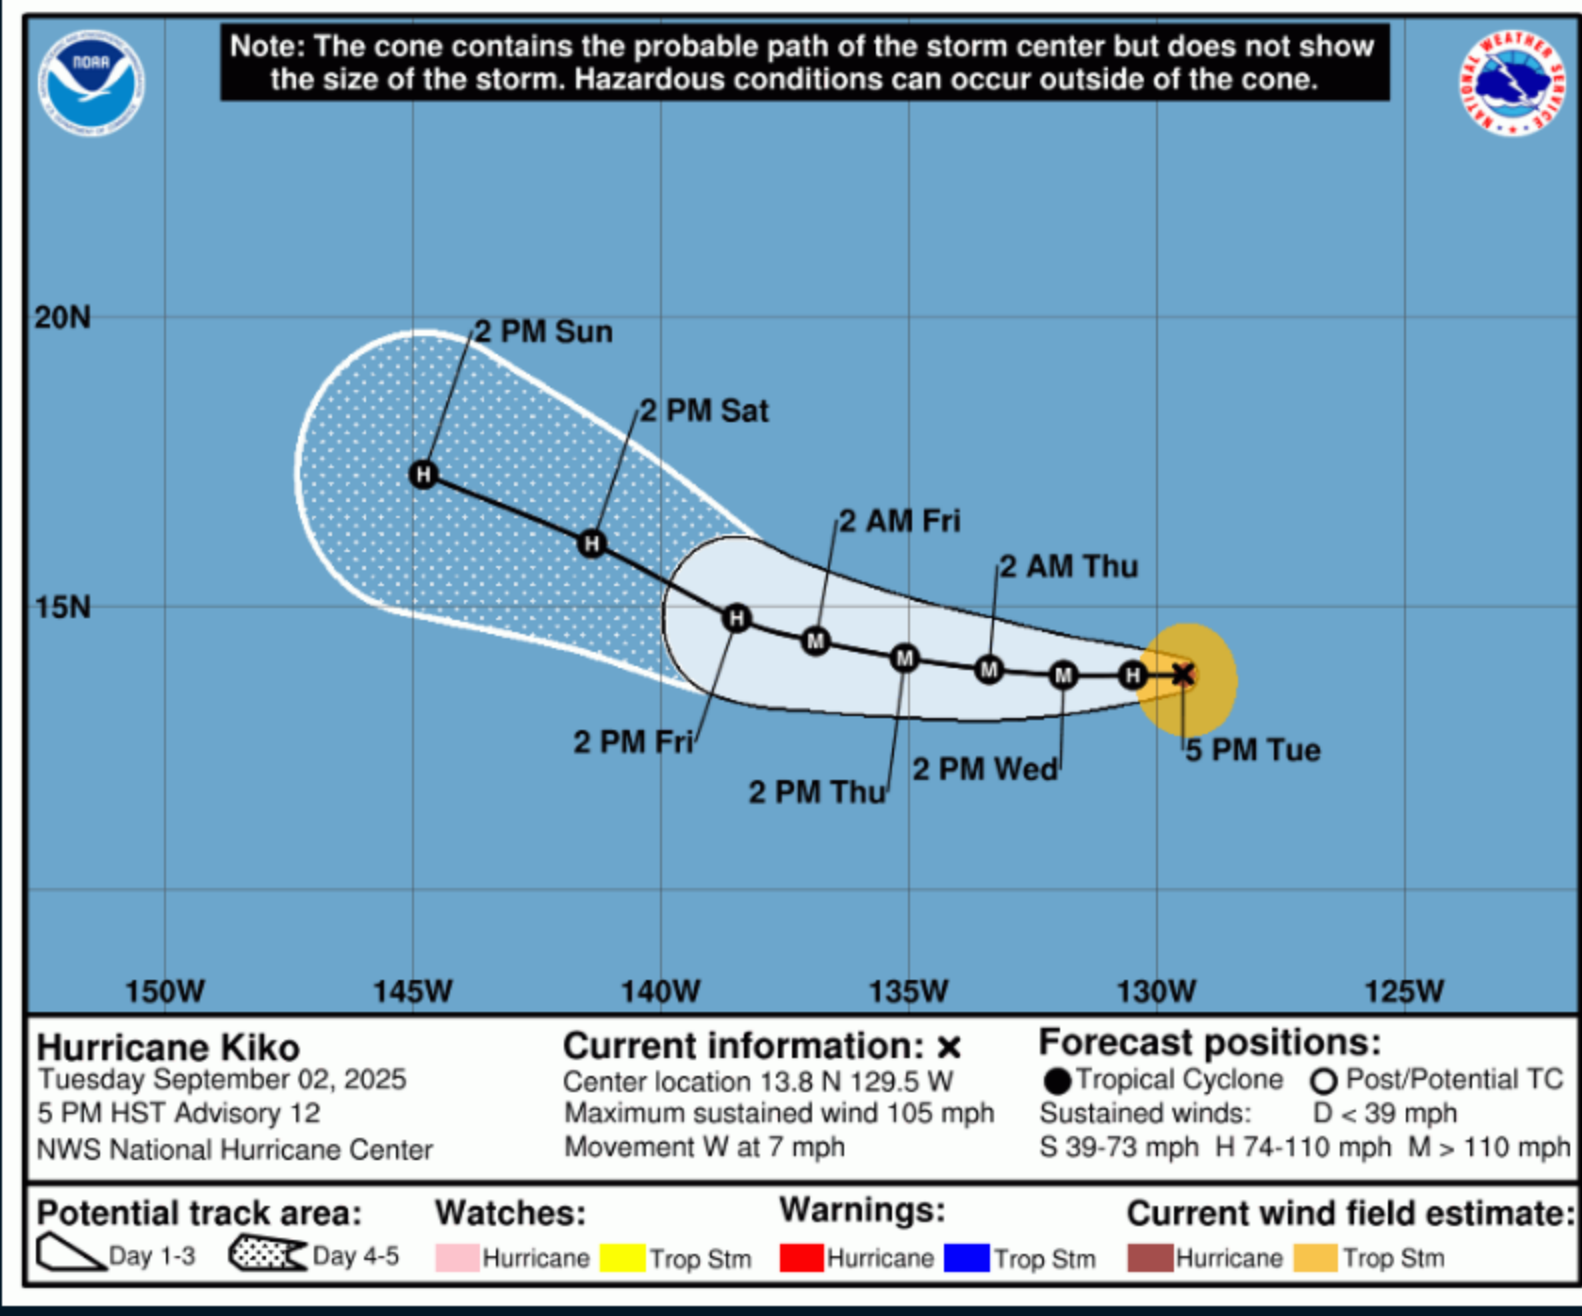 Note: The cone contains the probable path of the storm center but does not show
the size of the storm. Hazardous conditions can occur outside of the cone.
NOAA
NATIONAL WEATHER SERVICE
20N
2 PM Sun
2 PM Sat
H
H
2 AM Fri
2 AM Thu
15N
H
M
M
M
M
H
2 PM Fri
2 PM Thu
2 PM Wed
5 PM Tue
150W 145W 140W 135W 130W 125W
Hurricane Kiko
Tuesday September 02, 2025
5 PM HST Advisory 12
NWS National Hurricane Center
Current information: ×
Center location 13.8 N 129.5 W
Maximum sustained wind 105 mph
Movement W at 7 mph
Forecast positions:
Tropical Cyclone Post/Potential TC
Sustained winds: D < 39 mph
S 39-73 mph H 74-110 mph M > 110 mph
Potential track area:
Day 1-3 Day 4-5
Watches:
Hurricane Trop Stm
Warnings:
Hurricane Trop Stm
Current wind field estimate:
Hurricane Trop Stm